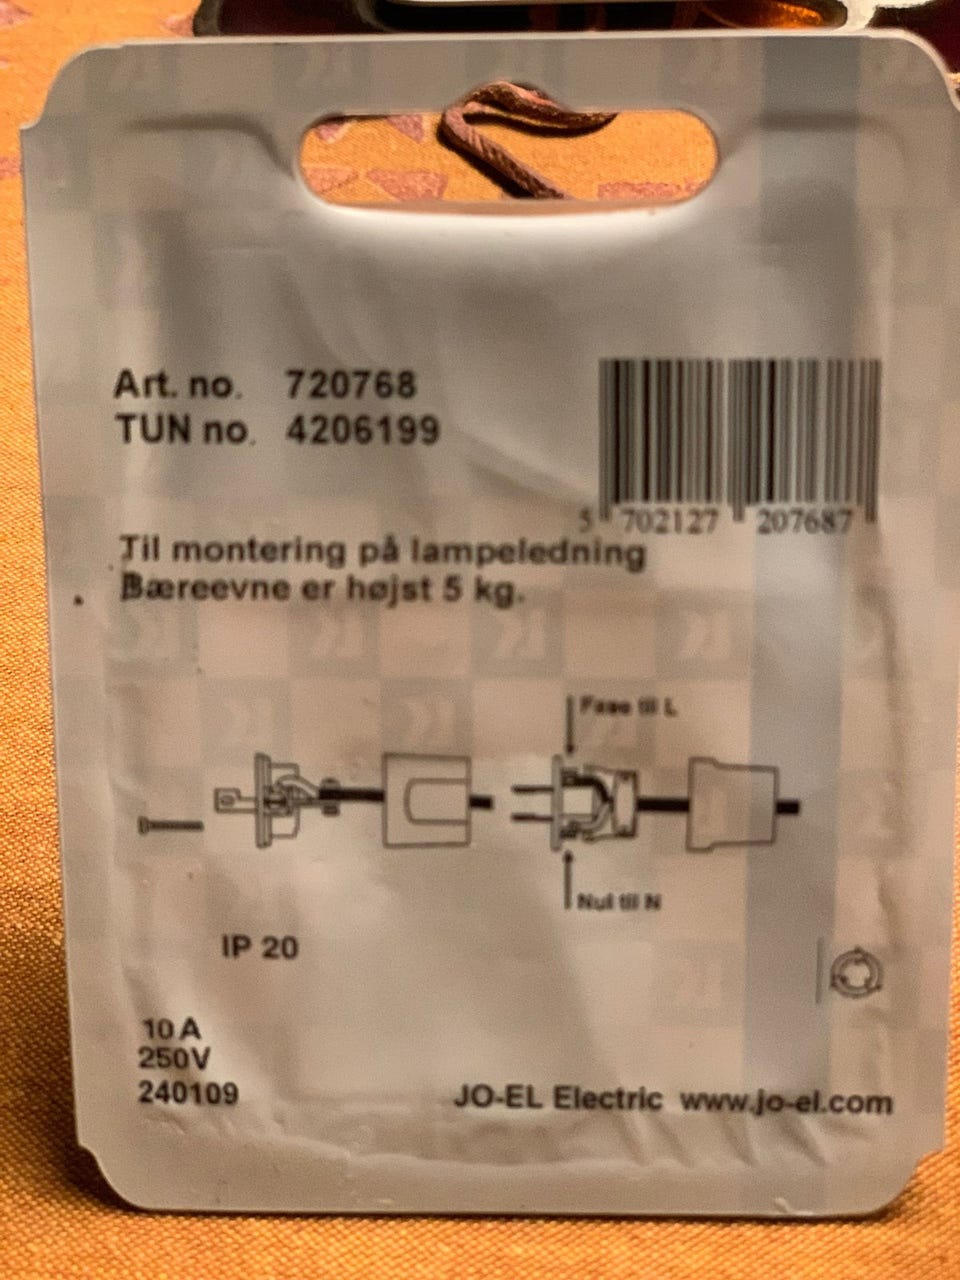 Art. no. 720768
TUN no. 4206199
5 702127 207687
Til montering på lampeledning
Bæreevne er højst 5 kg.
Fase til L
Nul til N
IP 20
10 A
250V
240109
JO-EL Electric www.jo-el.com